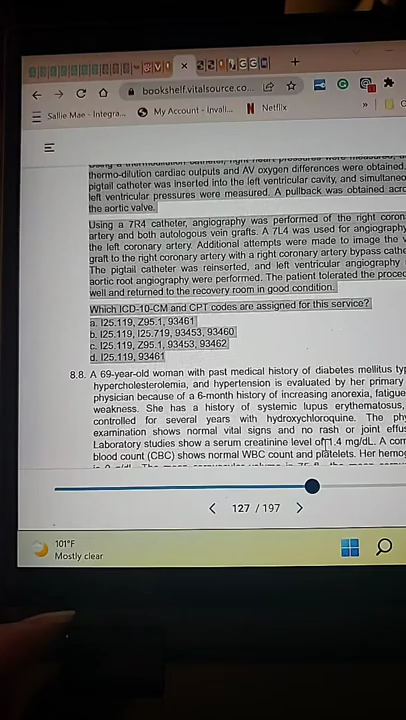 bookshelf.vitalsource.co...
Sallie Mae - Integra... My Account - Invali... Netflix »
thermo-dilution cardiac outputs and AV oxygen differences were obtained.
pigtail catheter was inserted into the left ventricular cavity, and simultaneo
left ventricular pressures were measured. A pullback was obtained acro
the aortic valve.
Using a 7R4 catheter, angiography was performed of the right coron
artery and both autologous vein grafts. A 7L4 was used for angiography
the left coronary artery. Additional attempts were made to image the v
graft to the right coronary artery with a right coronary artery bypass cathe
The pigtail catheter was reinserted, and left ventricular angiography
aortic root angiography were performed. The patient tolerated the proced
well and returned to the recovery room in good condition.
Which ICD-10-CM and CPT codes are assigned for this service?
a. I25.119, Z95.1, 93461
b. I25.119, I25.719, 93453, 93460
c. I25.119, Z95.1, 93453, 93462
d. I25.119, 93461
8.8. A 69-year-old woman with past medical history of diabetes mellitus typ
hypercholesterolemia, and hypertension is evaluated by her primary
physician because of a 6-month history of increasing anorexia, fatigue
weakness. She has a history of systemic lupus erythematosus,
controlled for several years with hydroxychloroquine. The phy
examination shows normal vital signs and no rash or joint effus
Laboratory studies show a serum creatinine level of 1.4 mg/dL. A com
blood count (CBC) shows normal WBC count and platelets. Her hemog
127 / 197
101°F
Mostly clear